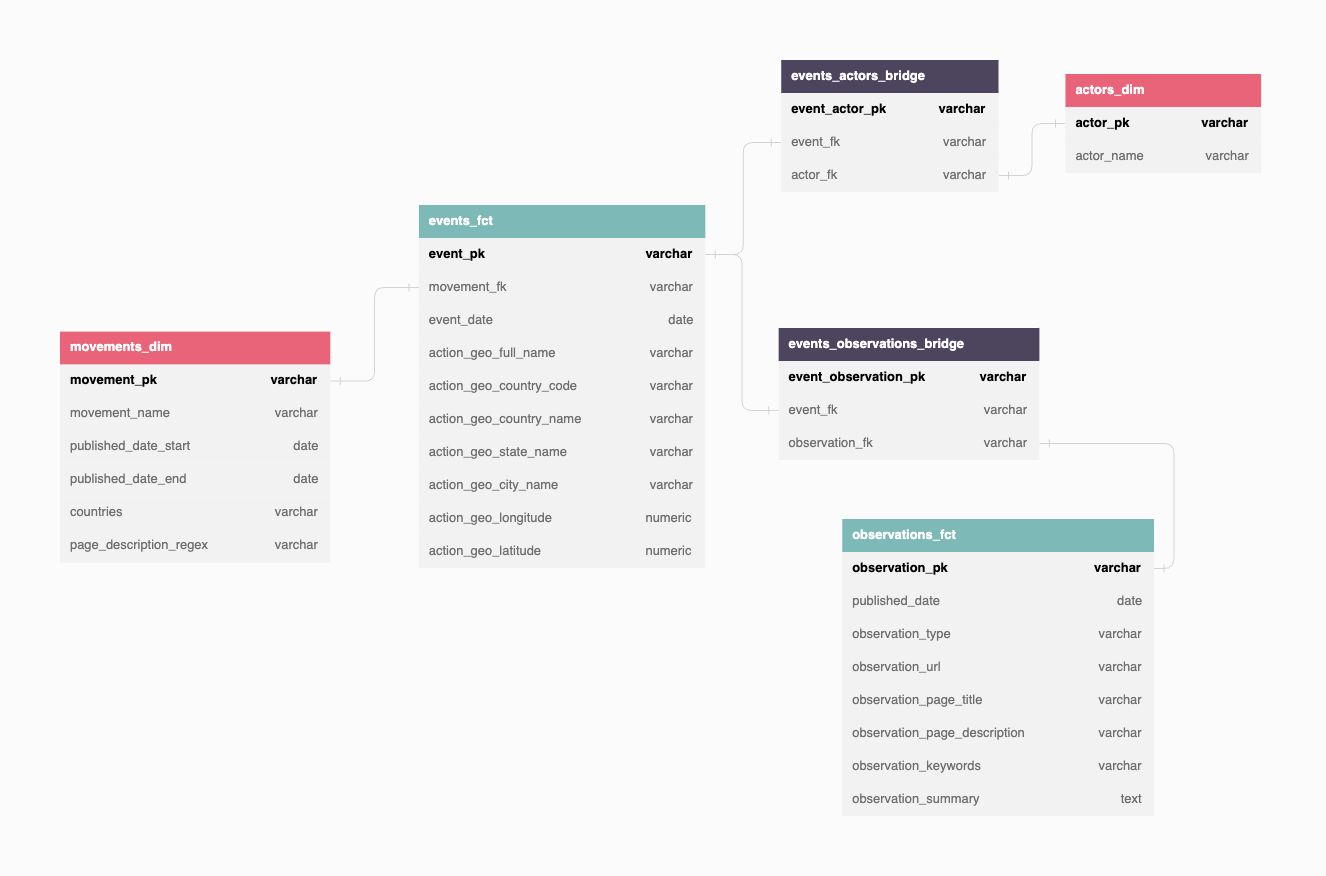 events_actors_bridge
event_actor_pk varchar
event_fk varchar
actor_fk varchar
actors_dim
actor_pk varchar
actor_name varchar
events_fct
event_pk varchar
movement_fk varchar
event_date date
action_geo_full_name varchar
action_geo_country_code varchar
action_geo_country_name varchar
action_geo_state_name varchar
action_geo_city_name varchar
action_geo_longitude numeric
action_geo_latitude numeric
movements_dim
movement_pk varchar
movement_name varchar
published_date_start date
published_date_end date
countries varchar
page_description_regex varchar
events_observations_bridge
event_observation_pk varchar
event_fk varchar
observation_fk varchar
observations_fct
observation_pk varchar
published_date date
observation_type varchar
observation_url varchar
observation_page_title varchar
observation_page_description varchar
observation_keywords varchar
observation_summary text